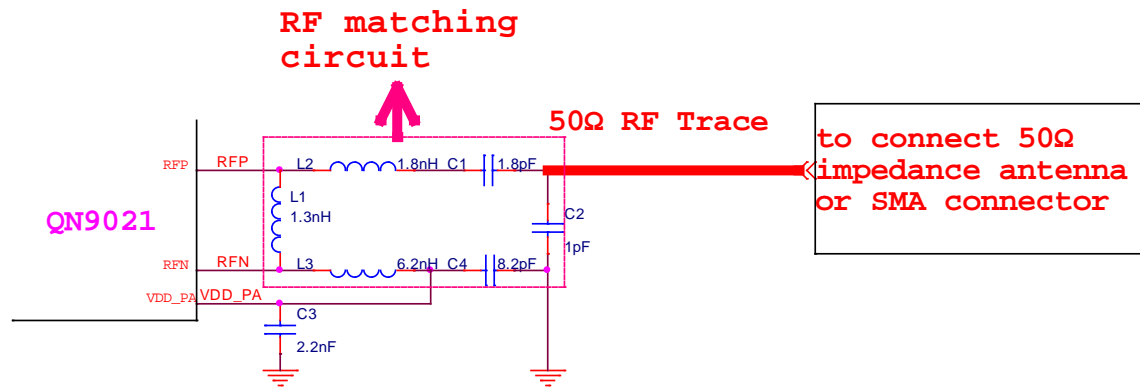 RF matching
circuit
50Ω RF Trace
to connect 50Ω
impedance antenna
or SMA connector
RFP RFP L2 1.8nH C1 1.8pF
L1
1.3nH
C2
1pF
QN9021
RFN RFN L3 6.2nH C4 8.2pF
VDD_PA VDD_PA
C3
2.2nF